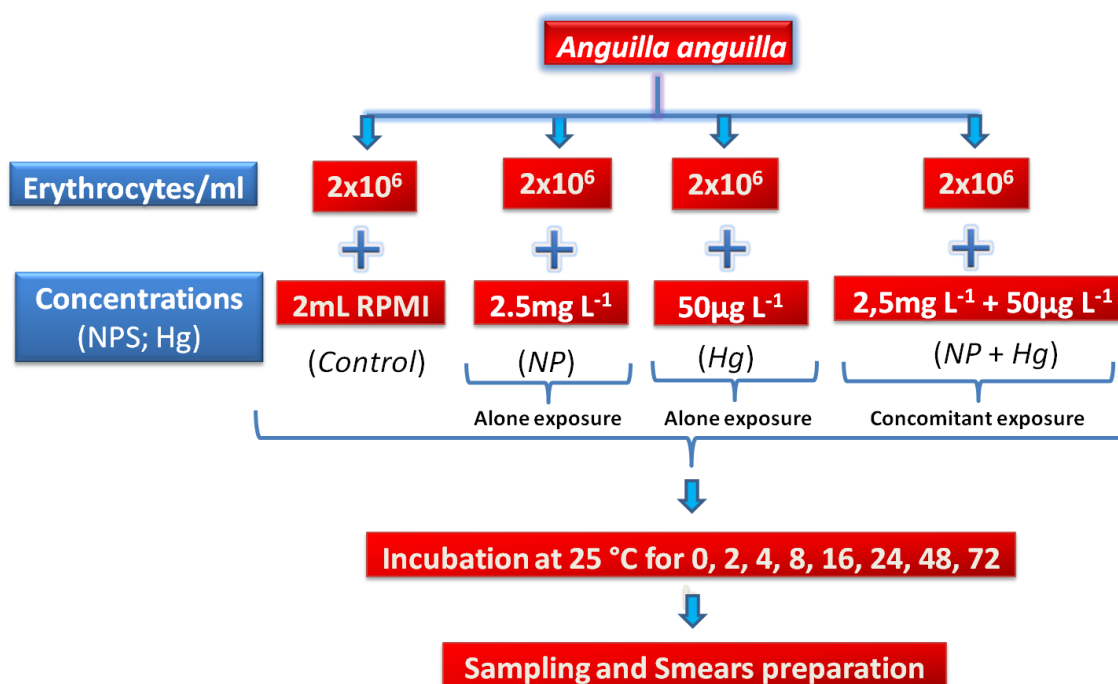 Anguilla anguilla
Erythrocytes/ml
2x10⁶
2x10⁶
2x10⁶
2x10⁶
+
+
+
+
Concentrations
(NPS; Hg)
2mL RPMI
2.5mg L⁻¹
50µg L⁻¹
2,5mg L⁻¹ + 50µg L⁻¹
(Control)
(NP)
(Hg)
(NP + Hg)
Alone exposure
Alone exposure
Concomitant exposure
Incubation at 25 °C for 0, 2, 4, 8, 16, 24, 48, 72
Sampling and Smears preparation